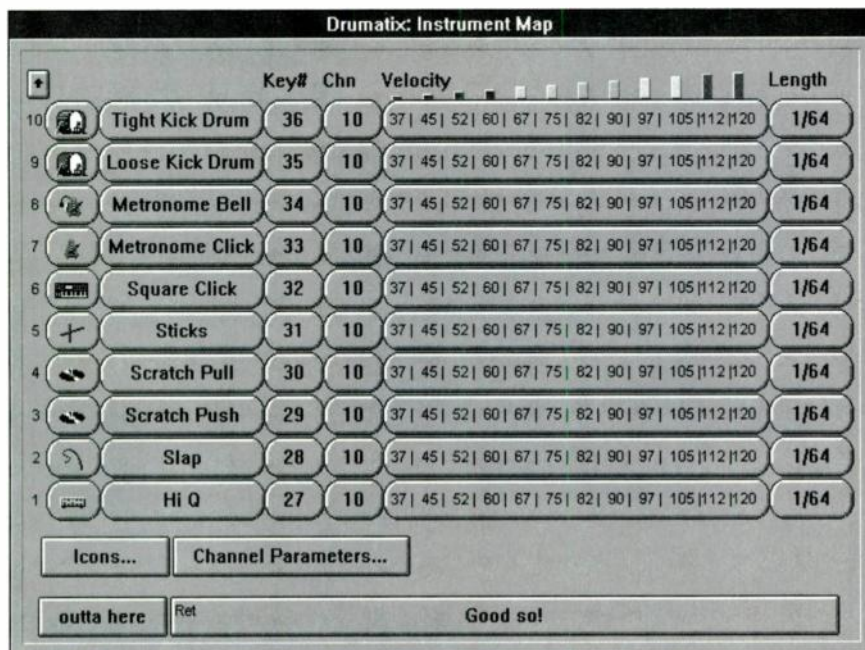 Drumatix: Instrument Map
Key# Chn Velocity Length
10 Tight Kick Drum 36 10 37| 45| 52| 60| 67| 75| 82| 90| 97| 105|112|120 1/64
9 Loose Kick Drum 35 10 37| 45| 52| 60| 67| 75| 82| 90| 97| 105|112|120 1/64
8 Metronome Bell 34 10 37| 45| 52| 60| 67| 75| 82| 90| 97| 105|112|120 1/64
7 Metronome Click 33 10 37| 45| 52| 60| 67| 75| 82| 90| 97| 105|112|120 1/64
6 Square Click 32 10 37| 45| 52| 60| 67| 75| 82| 90| 97| 105|112|120 1/64
5 Sticks 31 10 37| 45| 52| 60| 67| 75| 82| 90| 97| 105|112|120 1/64
4 Scratch Pull 30 10 37| 45| 52| 60| 67| 75| 82| 90| 97| 105|112|120 1/64
3 Scratch Push 29 10 37| 45| 52| 60| 67| 75| 82| 90| 97| 105|112|120 1/64
2 Slap 28 10 37| 45| 52| 60| 67| 75| 82| 90| 97| 105|112|120 1/64
1 Hi Q 27 10 37| 45| 52| 60| 67| 75| 82| 90| 97| 105|112|120 1/64
Icons... Channel Parameters...
outta here Ret Good so!